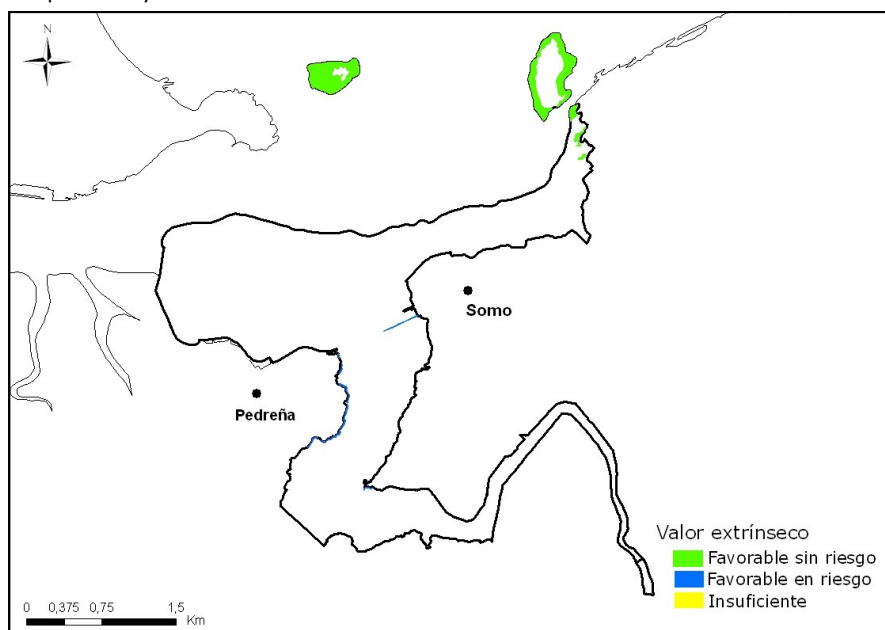 N
Somo
Pedreña
Valor extrínseco
Favorable sin riesgo
Favorable en riesgo
Insuficiente
0 0,375 0,75 1,5
Km